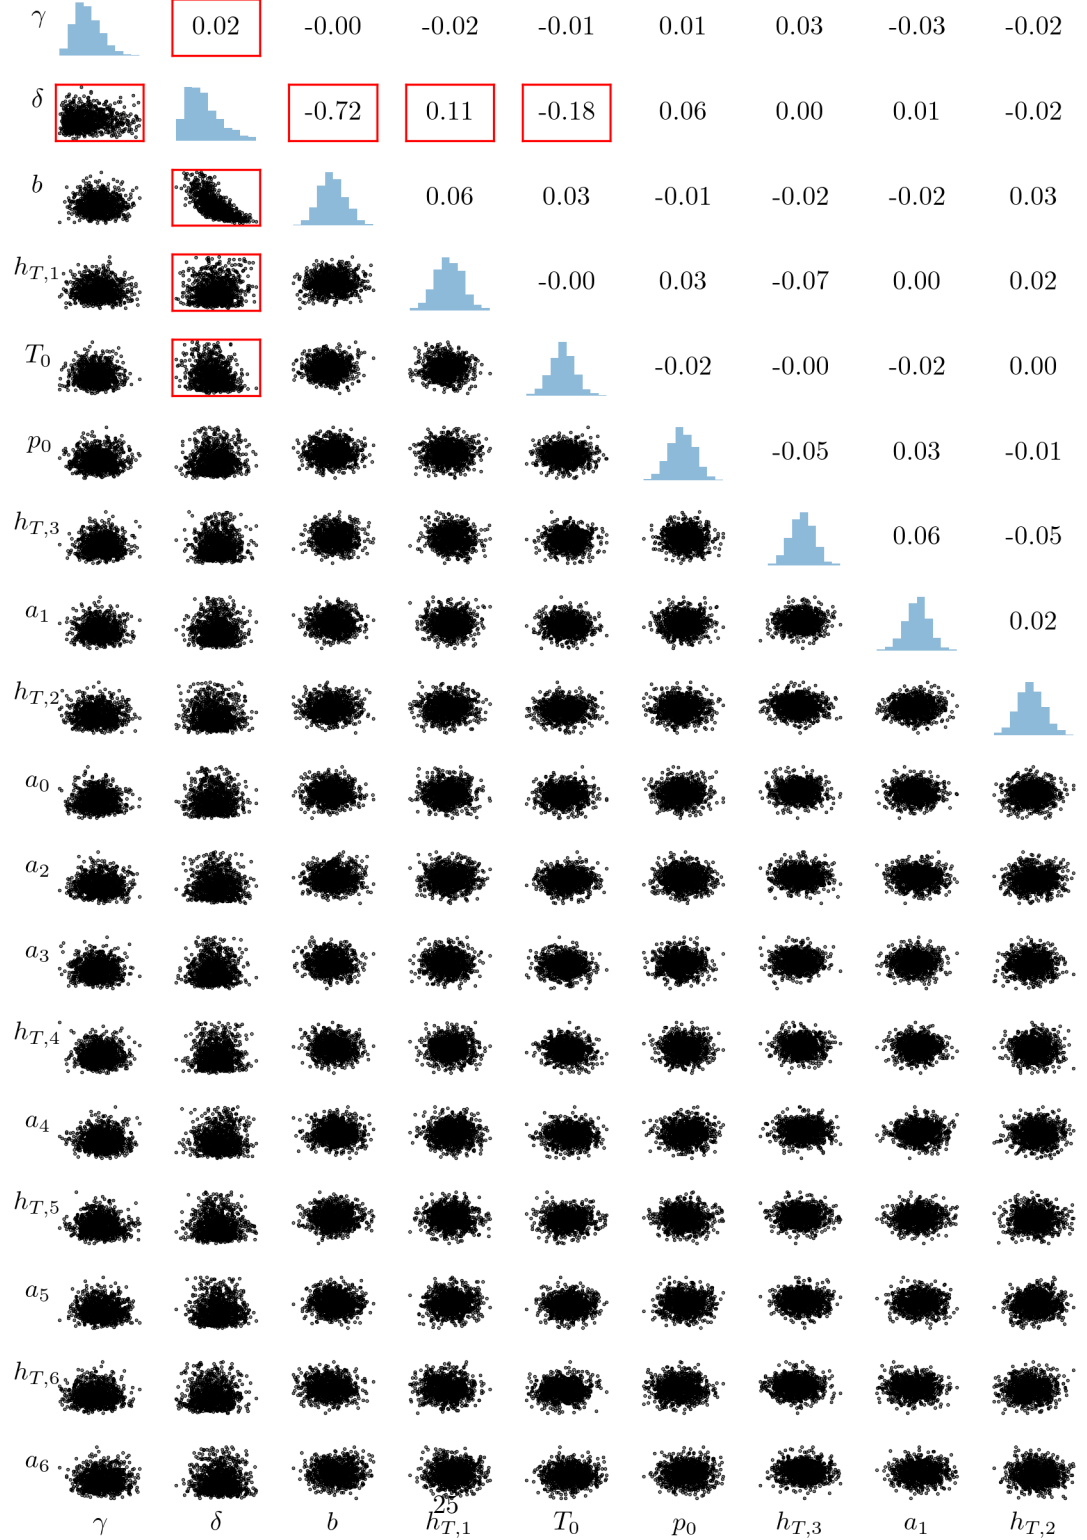 γ 0.02 -0.00 -0.02 -0.01 0.01 0.03 -0.03 -0.02
δ -0.72 0.11 -0.18 0.06 0.00 0.01 -0.02
b 0.06 0.03 -0.01 -0.02 -0.02 0.03
h_{T,1} -0.00 0.03 -0.07 0.00 0.02
T_0 -0.02 -0.00 -0.02 0.00
p_0 -0.05 0.03 -0.01
h_{T,3} 0.06 -0.05
a_1 0.02
h_{T,2}
a_0
a_2
a_3
h_{T,4}
a_4
h_{T,5}
a_5
h_{T,6}
a_6
25
γ δ b h_{T,1} T_0 p_0 h_{T,3} a_1 h_{T,2}